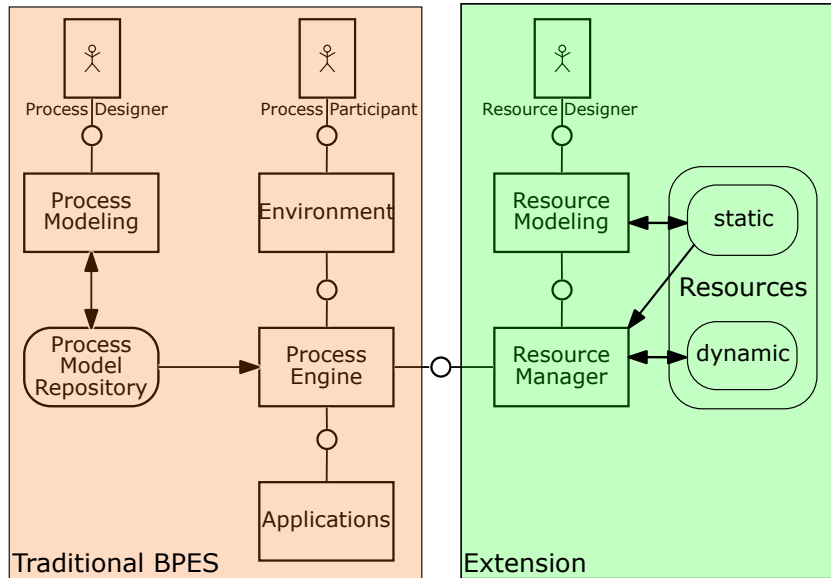 Process Designer
Process Participant
Resource Designer
Process
Modeling
Environment
Resource
Modeling
static
Resources
Process
Model
Repository
Process
Engine
Resource
Manager
dynamic
Applications
Traditional BPES
Extension